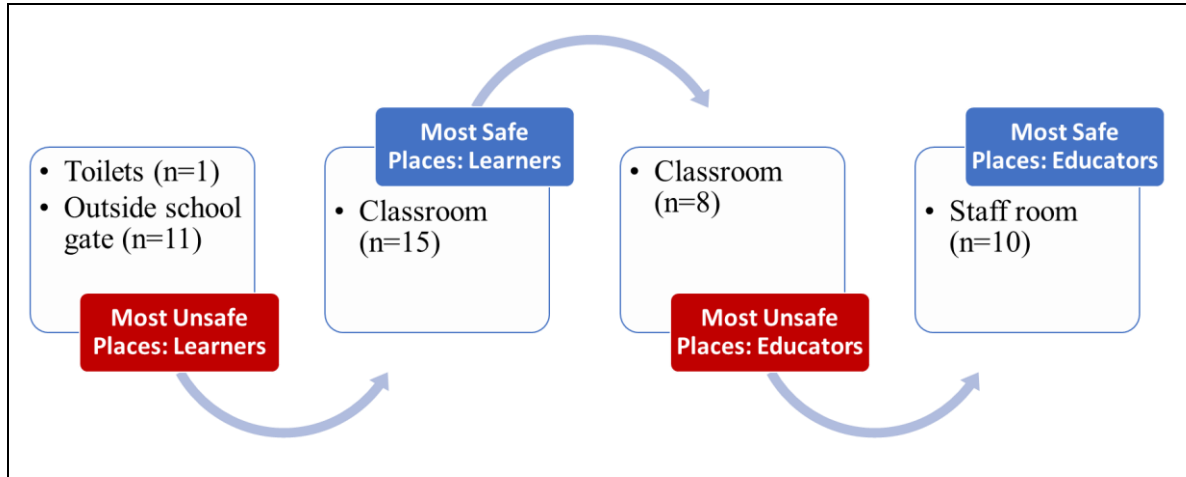 • Toilets (n=1)
• Outside school
gate (n=11)
Most Unsafe
Places: Learners
Most Safe
Places: Learners
• Classroom
(n=15)
• Classroom
(n=8)
Most Unsafe
Places: Educators
Most Safe
Places: Educators
• Staff room
(n=10)